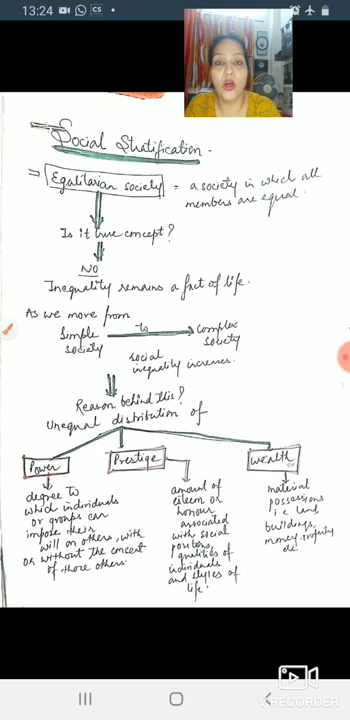 13:24 CS
Social Stratification.
⇒ Egalitarian society = a society in which all
members are equal.
Is it true concept?
NO
Inequality remains a fact of life.
As we move from
Simple society to Complex society
social
inequality increases.
Reason behind this?
Unequal distribution of
Power Prestige Wealth
degree to
which individuals
or groups can
impose their
will on others, with
or without the concent
of those others.
amount of
esteem or
honour
associated
with social
positons,
qualities of
individuals
and styles of
life.
material
possessions
i.e land,
buildings,
money, property
etc.
V RECORDER